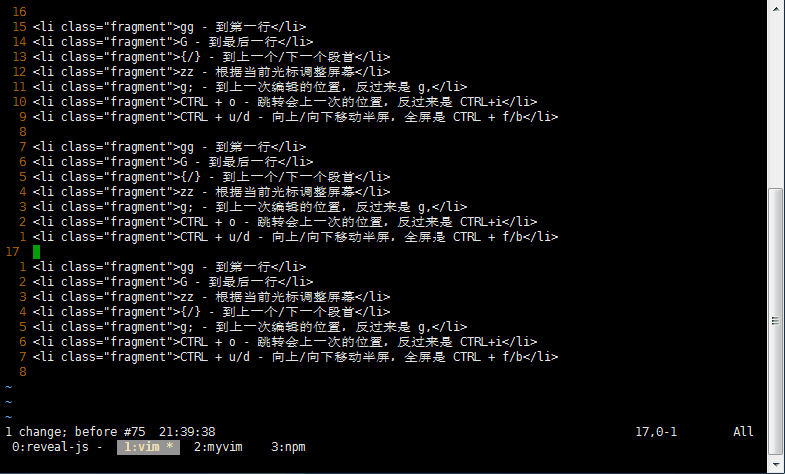 16
15 <li class="fragment">gg - 到第一行</li>
14 <li class="fragment">G - 到最后一行</li>
13 <li class="fragment">{/} - 到上一个/下一个段首</li>
12 <li class="fragment">zz - 根据当前光标调整屏幕</li>
11 <li class="fragment">g; - 到上一次编辑的位置，反过来是 g,</li>
10 <li class="fragment">CTRL + o - 跳转会上一次的位置，反过来是 CTRL+i</li>
9 <li class="fragment">CTRL + u/d - 向上/向下移动半屏，全屏是 CTRL + f/b</li>
8
7 <li class="fragment">gg - 到第一行</li>
6 <li class="fragment">G - 到最后一行</li>
5 <li class="fragment">{/} - 到上一个/下一个段首</li>
4 <li class="fragment">zz - 根据当前光标调整屏幕</li>
3 <li class="fragment">g; - 到上一次编辑的位置，反过来是 g,</li>
2 <li class="fragment">CTRL + o - 跳转会上一次的位置，反过来是 CTRL+i</li>
1 <li class="fragment">CTRL + u/d - 向上/向下移动半屏，全屏是 CTRL + f/b</li>
17
1 <li class="fragment">gg - 到第一行</li>
2 <li class="fragment">G - 到最后一行</li>
3 <li class="fragment">zz - 根据当前光标调整屏幕</li>
4 <li class="fragment">{/} - 到上一个/下一个段首</li>
5 <li class="fragment">g; - 到上一次编辑的位置，反过来是 g,</li>
6 <li class="fragment">CTRL + o - 跳转会上一次的位置，反过来是 CTRL+i</li>
7 <li class="fragment">CTRL + u/d - 向上/向下移动半屏，全屏是 CTRL + f/b</li>
8
~
~
~
1 change; before #75  21:39:38 17,0-1 All
0:reveal-js - 1:vim * 2:myvim 3:npm